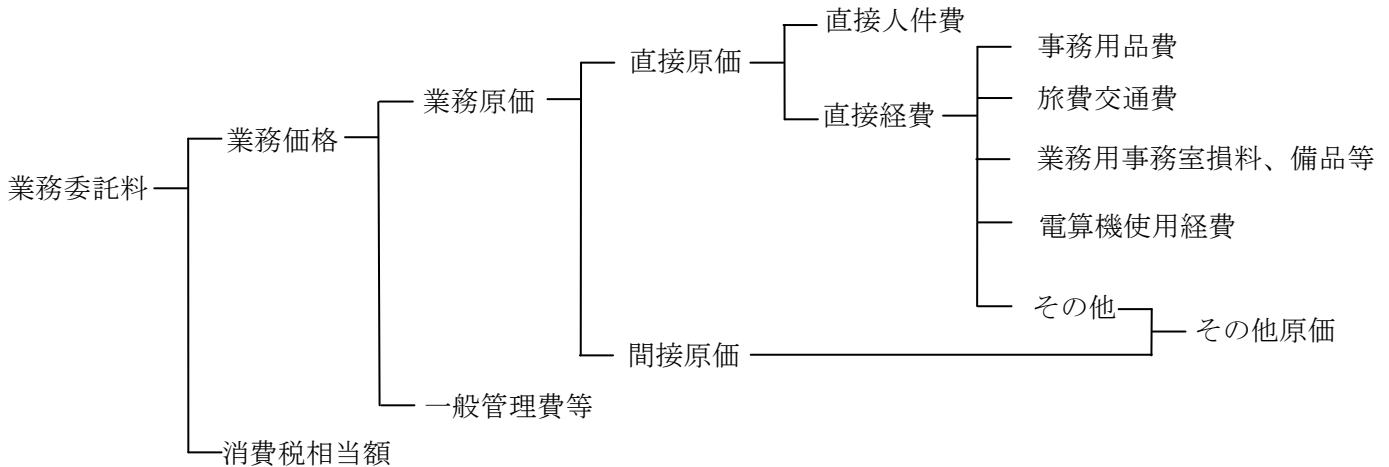 業務委託料
業務価格
消費税相当額
業務原価
一般管理費等
直接原価
間接原価
直接人件費
直接経費
事務用品費
旅費交通費
業務用事務室損料、備品等
電算機使用経費
その他
その他原価